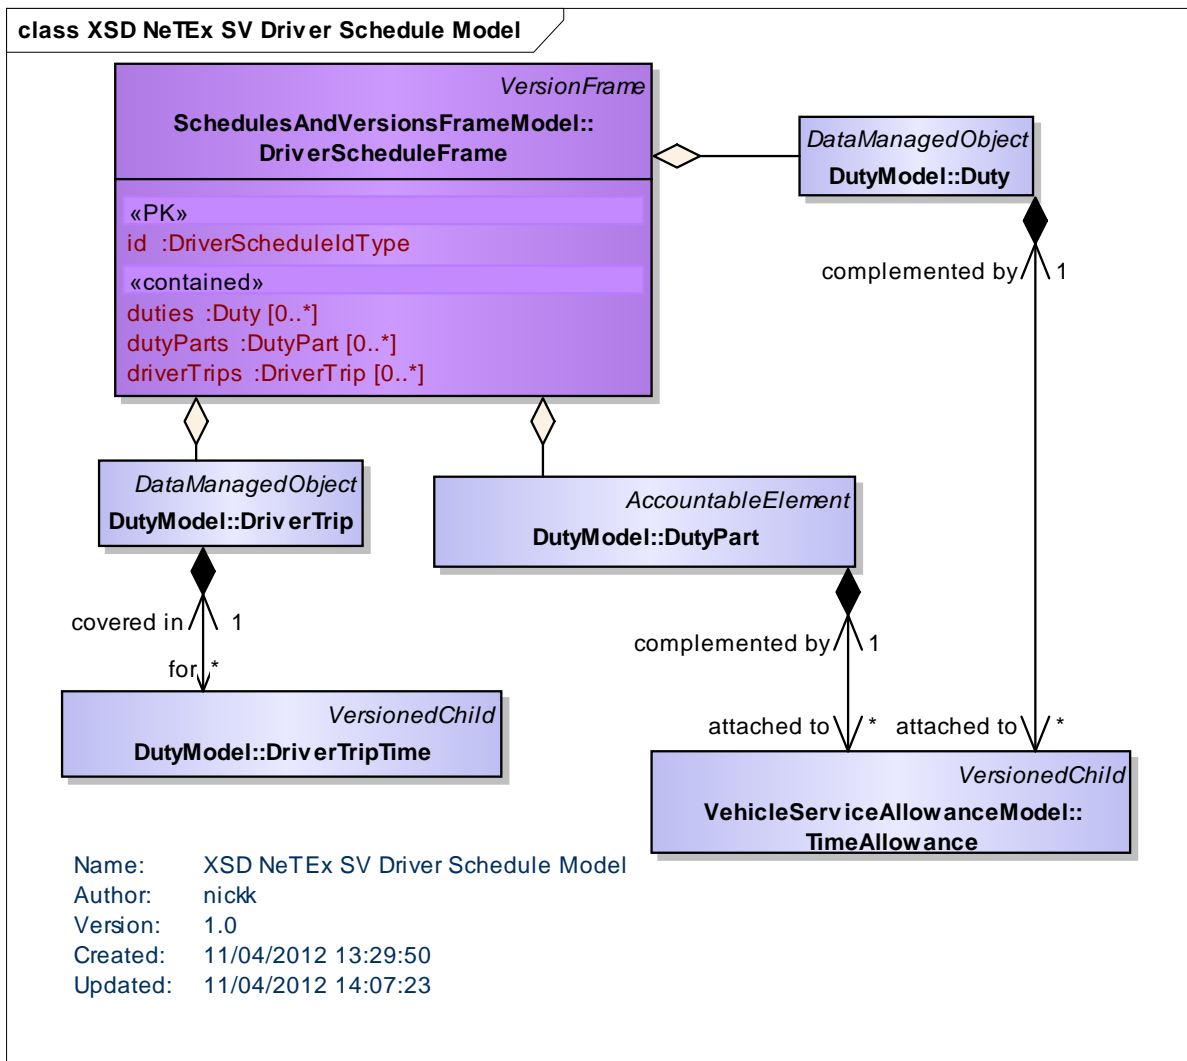 class XSD NeTEx SV Driver Schedule Model
VersionFrame
SchedulesAndVersionsFrameModel::
DriverScheduleFrame
«PK»
id :DriverScheduleIdType
«contained»
duties :Duty [0..*]
dutyParts :DutyPart [0..*]
driverTrips :DriverTrip [0..*]
DataManagedObject
DutyModel::Duty
complemented by 1
DataManagedObject
DutyModel::DriverTrip
AccountableElement
DutyModel::DutyPart
covered in 1
for *
complemented by 1
attached to *
attached to *
VersionedChild
DutyModel::DriverTripTime
VersionedChild
VehicleServiceAllowanceModel::
TimeAllowance
Name: XSD NeTEx SV Driver Schedule Model
Author: nickk
Version: 1.0
Created: 11/04/2012 13:29:50
Updated: 11/04/2012 14:07:23